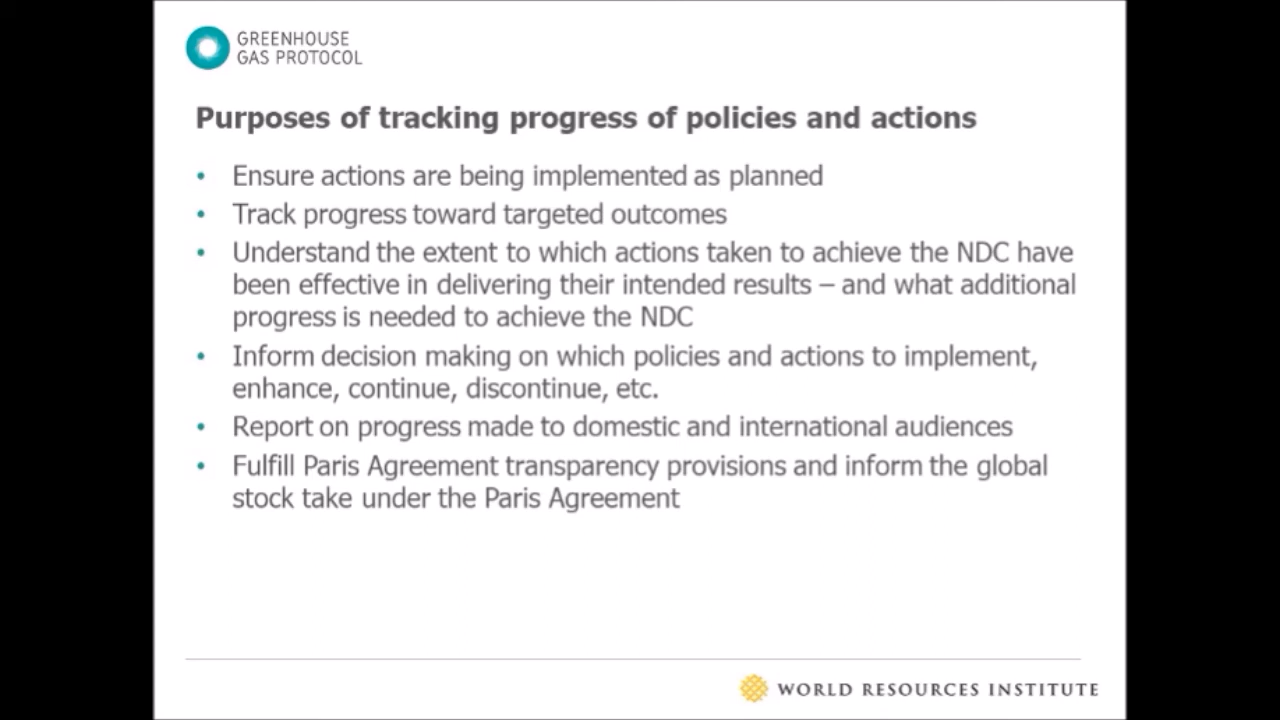 GREENHOUSE
GAS PROTOCOL
Purposes of tracking progress of policies and actions
• Ensure actions are being implemented as planned
• Track progress toward targeted outcomes
• Understand the extent to which actions taken to achieve the NDC have
been effective in delivering their intended results – and what additional
progress is needed to achieve the NDC
• Inform decision making on which policies and actions to implement,
enhance, continue, discontinue, etc.
• Report on progress made to domestic and international audiences
• Fulfill Paris Agreement transparency provisions and inform the global
stock take under the Paris Agreement
WORLD RESOURCES INSTITUTE